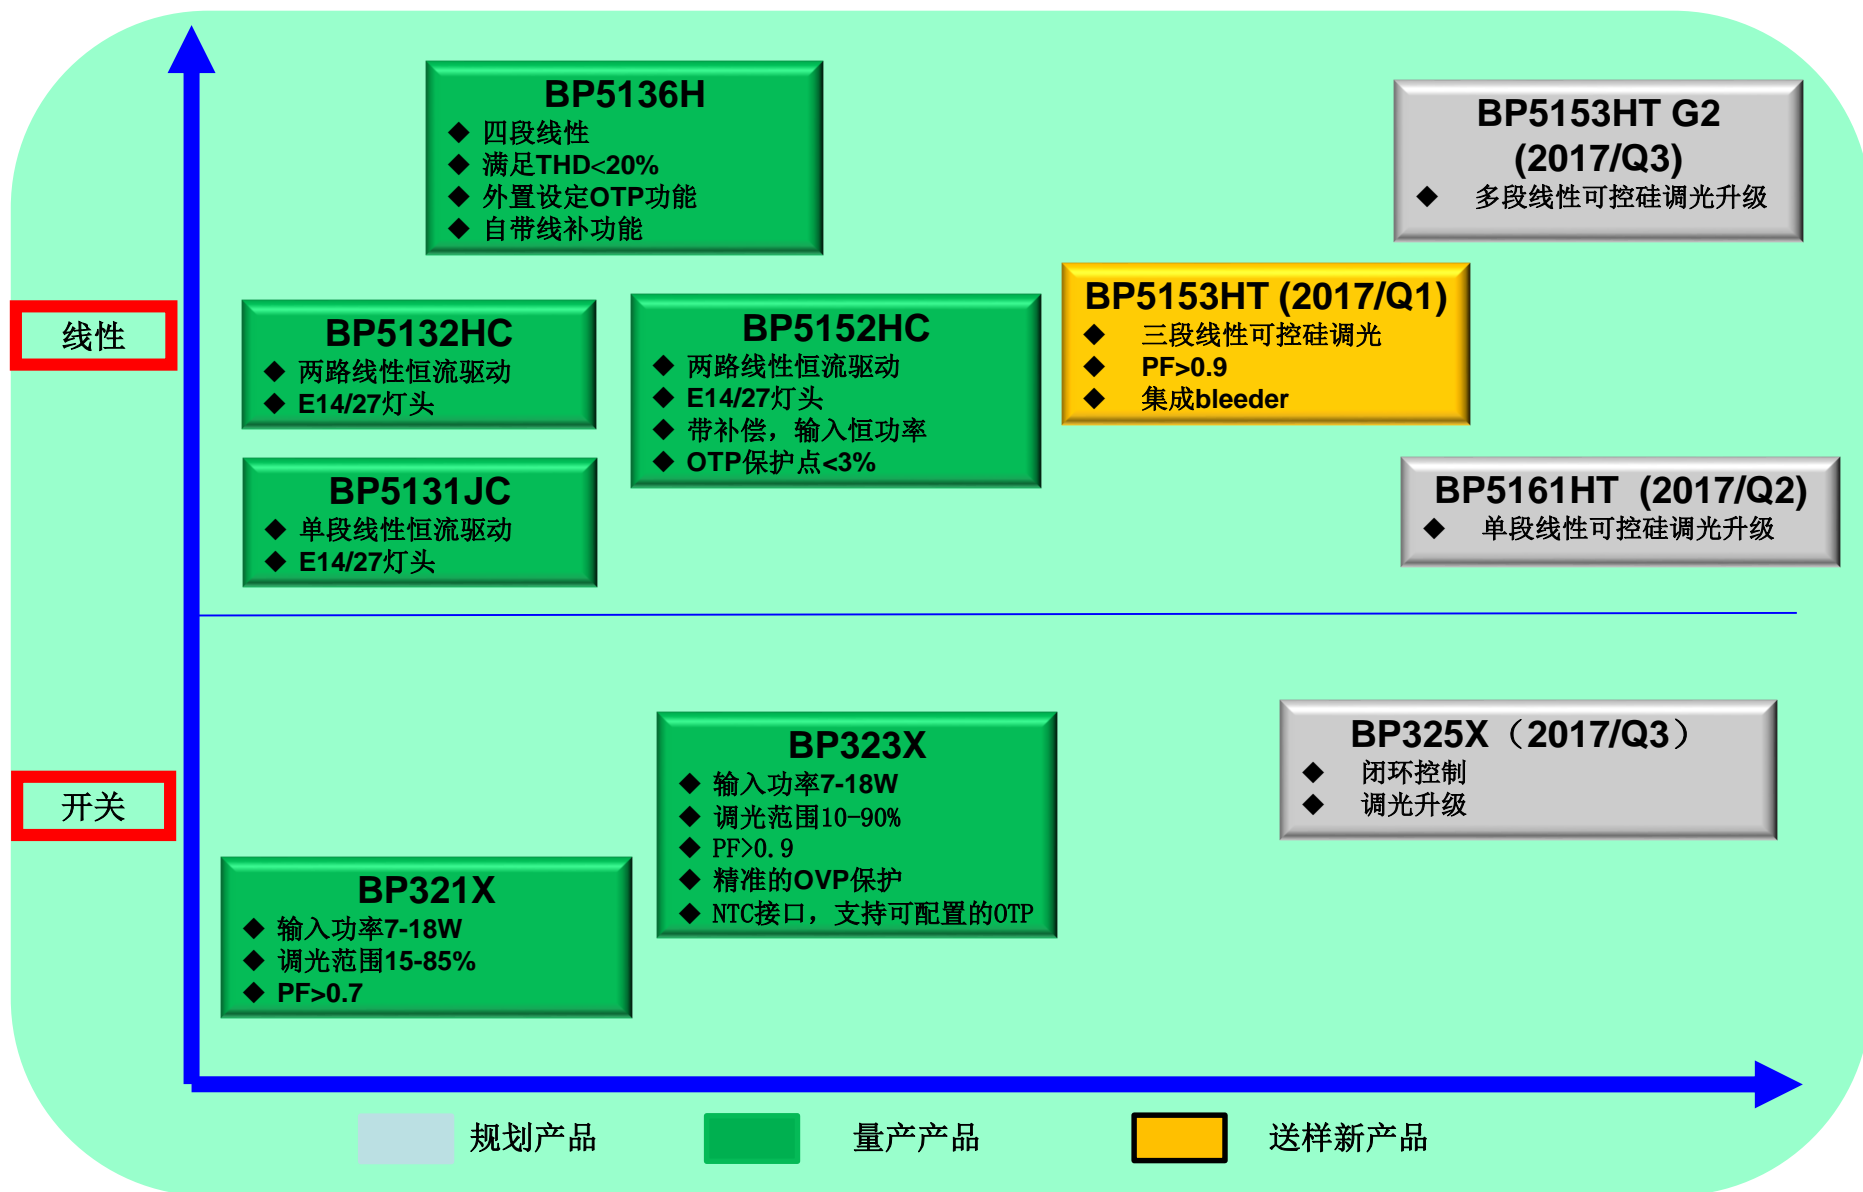 BP5136H
◆ 四段线性
◆ 满足THD<20%
◆ 外置设定OTP功能
◆ 自带线补功能
BP5153HT G2
(2017/Q3)
◆ 多段线性可控硅调光升级
线性
BP5132HC
◆ 两路线性恒流驱动
◆ E14/27灯头
BP5152HC
◆ 两路线性恒流驱动
◆ E14/27灯头
◆ 带补偿，输入恒功率
◆ OTP保护点<3%
BP5153HT (2017/Q1)
◆ 三段线性可控硅调光
◆ PF>0.9
◆ 集成bleeder
BP5131JC
◆ 单段线性恒流驱动
◆ E14/27灯头
BP5161HT (2017/Q2)
◆ 单段线性可控硅调光升级
开关
BP321X
◆ 输入功率7-18W
◆ 调光范围15-85%
◆ PF>0.7
BP323X
◆ 输入功率7-18W
◆ 调光范围10-90%
◆ PF>0.9
◆ 精准的OVP保护
◆ NTC接口，支持可配置的OTP
BP325X（2017/Q3）
◆ 闭环控制
◆ 调光升级
规划产品
量产产品
送样新产品